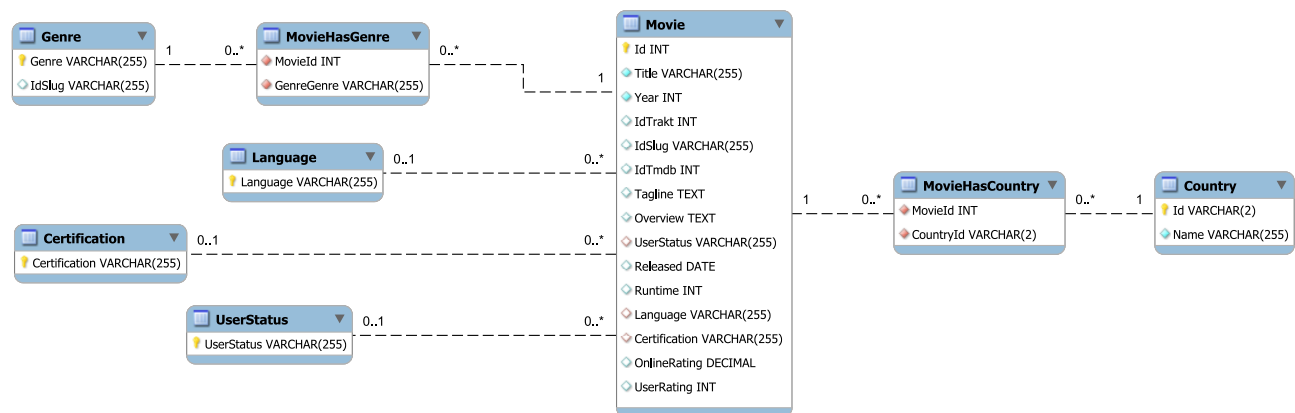 Genre
Genre VARCHAR(255)
IdSlug VARCHAR(255)
1
0..*
MovieHasGenre
MovieId INT
GenreGenre VARCHAR(255)
0..*
1
Movie
Id INT
Title VARCHAR(255)
Year INT
IdTrakt INT
IdSlug VARCHAR(255)
IdTmdb INT
Tagline TEXT
Overview TEXT
UserStatus VARCHAR(255)
Released DATE
Runtime INT
Language VARCHAR(255)
Certification VARCHAR(255)
OnlineRating DECIMAL
UserRating INT
Language
Language VARCHAR(255)
0..1
0..*
Certification
Certification VARCHAR(255)
0..1
0..*
UserStatus
UserStatus VARCHAR(255)
0..1
0..*
1
0..*
MovieHasCountry
MovieId INT
CountryId VARCHAR(2)
0..*
1
Country
Id VARCHAR(2)
Name VARCHAR(255)